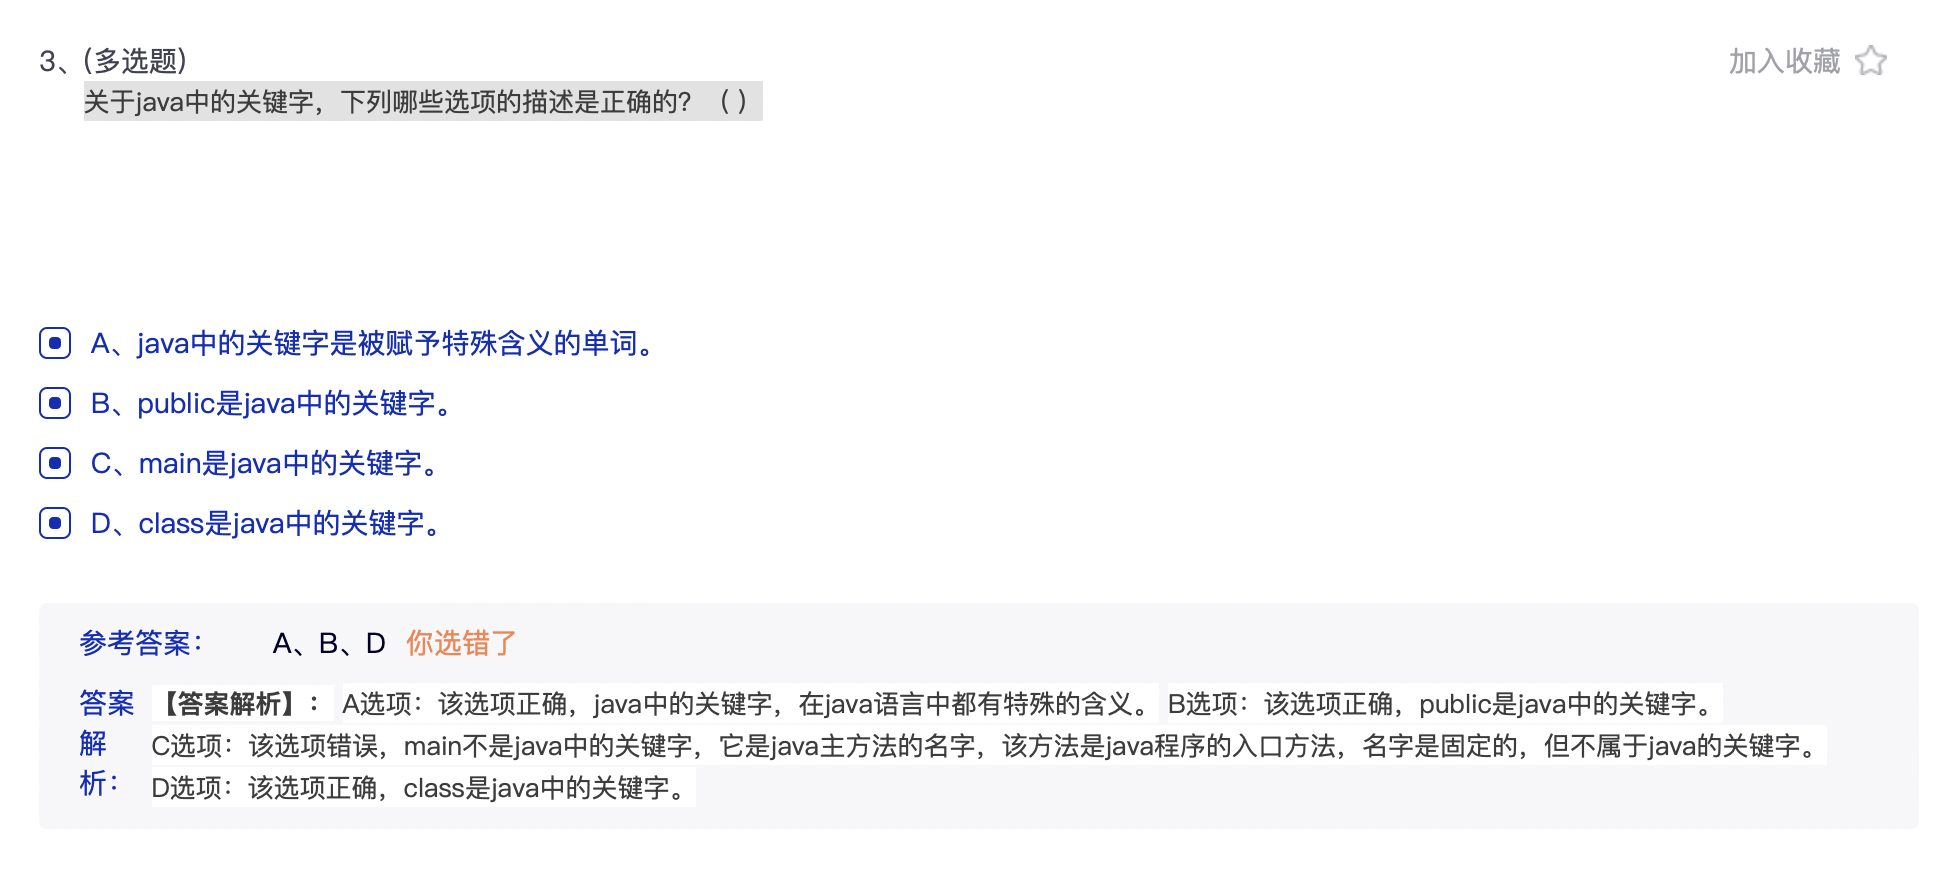 3、(多选题)
加入收藏
关于java中的关键字，下列哪些选项的描述是正确的？（）
A、java中的关键字是被赋予特殊含义的单词。
B、public是java中的关键字。
C、main是java中的关键字。
D、class是java中的关键字。
参考答案： A、B、D 你选错了
答案解析：
【答案解析】： A选项：该选项正确，java中的关键字，在java语言中都有特殊的含义。 B选项：该选项正确，public是java中的关键字。
C选项：该选项错误，main不是java中的关键字，它是java主方法的名字，该方法是java程序的入口方法，名字是固定的，但不属于java的关键字。
D选项：该选项正确，class是java中的关键字。